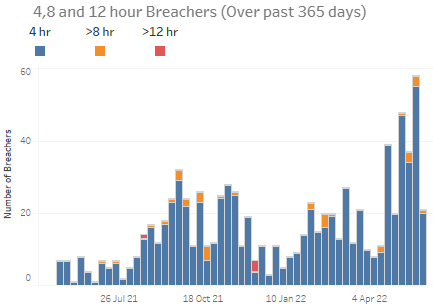 4,8 and 12 hour Breachers (Over past 365 days)
4 hr >8 hr >12 hr
60
40
20
0
Number of Breachers
26 Jul 21 18 Oct 21 10 Jan 22 4 Apr 22